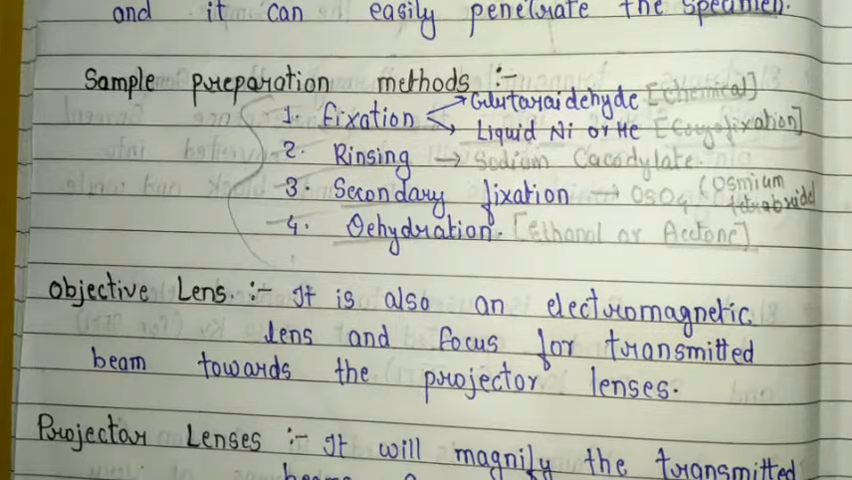 and it can easily penetrate the specimen.
Sample preparation methods :-
1. Fixation → Glutaraldehyde [Chemical]
→ Liquid Ni or He [Cryofixation]
2. Rinsing → Sodium Cacodylate.
3. Secondary fixation → OsO4 (Osmium tetraoxide)
4. Dehydration. [Ethanol or Acetone]
Objective Lens. :- It is also an electromagnetic
lens and focus for transmitted
beam towards the projector lenses.
Projector Lenses :- It will magnify the transmitted